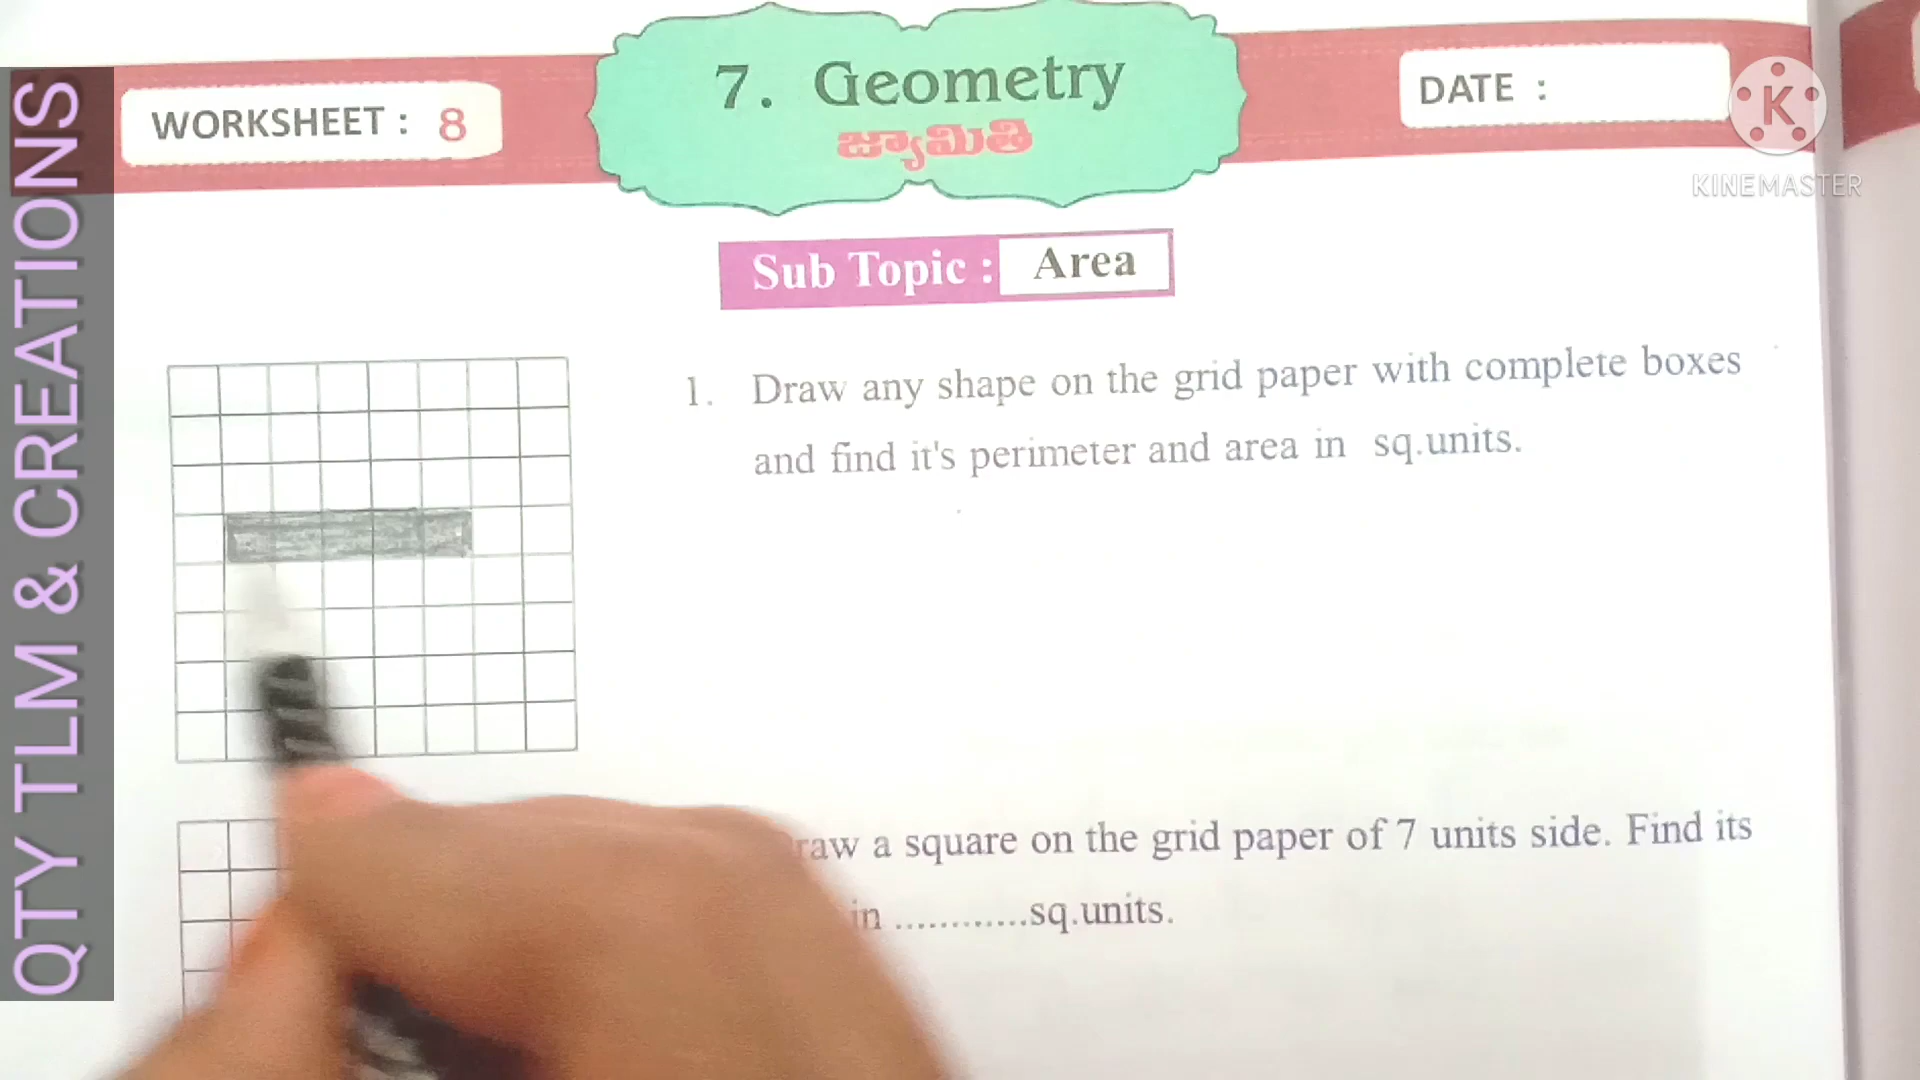 WORKSHEET : 8
7. Geometry
జ్యామితి
DATE :
KINEMASTER
QTY TLM & CREATIONS
Sub Topic : Area
1. Draw any shape on the grid paper with complete boxes
and find it's perimeter and area in sq.units.
a square on the grid paper of 7 units side. Find its
in ............sq.units.